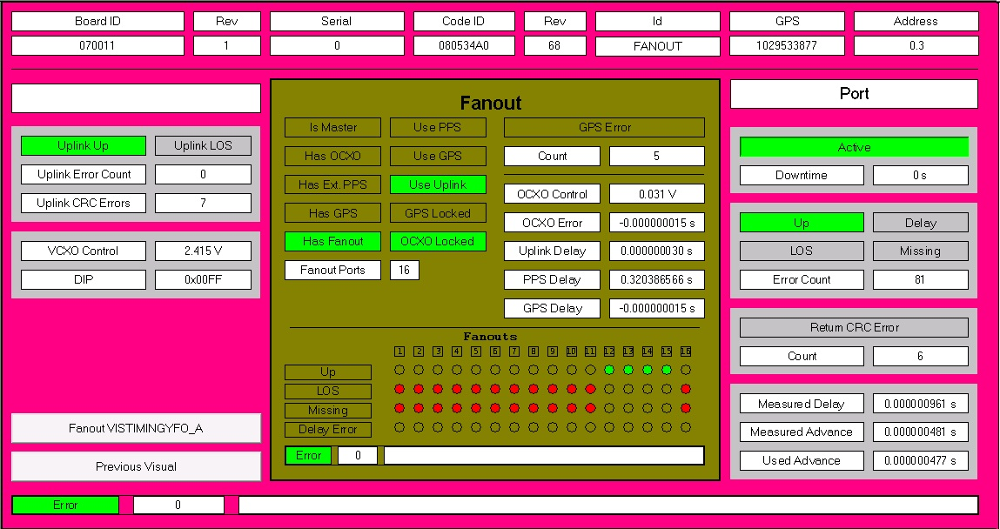 Board ID Rev Serial Code ID Rev Id GPS Address
070011 1 0 080534A0 68 FANOUT 1029533877 0.3
Port
Uplink Up Uplink LOS
Uplink Error Count 0
Uplink CRC Errors 7
VCXO Control 2.415 V
DIP 0x00FF
Fanout VISTIMINGYFO_A
Previous Visual
Fanout
Is Master Use PPS GPS Error
Has OCXO Use GPS Count 5
Has Ext. PPS Use Uplink OCXO Control 0.031 V
Has GPS GPS Locked OCXO Error -0.000000015 s
Has Fanout OCXO Locked Uplink Delay 0.000000030 s
Fanout Ports 16 PPS Delay 0.320386566 s
GPS Delay -0.000000015 s
Fanouts
1 2 3 4 5 6 7 8 9 10 11 12 13 14 15 16
Up
LOS
Missing
Delay Error
Error 0
Active
Downtime 0 s
Up Delay
LOS Missing
Error Count 81
Return CRC Error
Count 6
Measured Delay 0.000000961 s
Measured Advance 0.000000481 s
Used Advance 0.000000477 s
Error 0